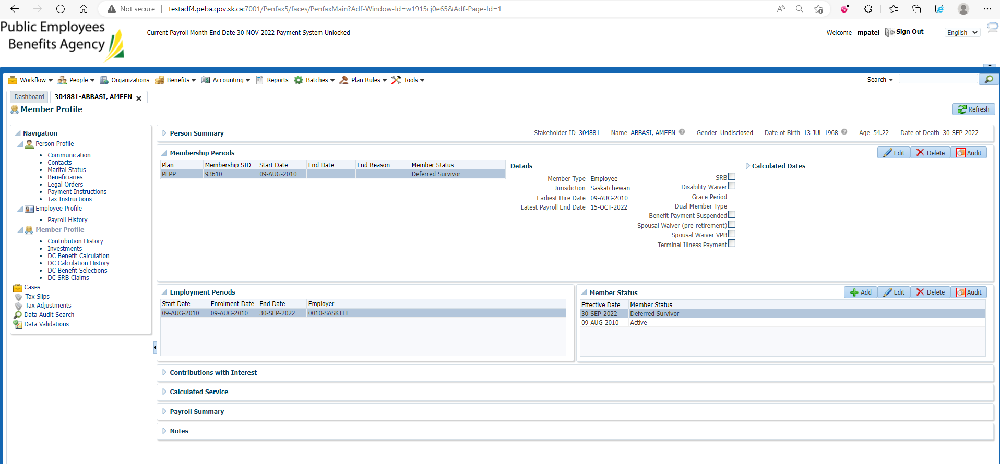 Not secure
testadf4.peba.gov.sk.ca:7001/Penfax5/faces/PenfaxMain?Adf-Window-Id=w1915cj0e65&Adf-Page-Id=1
Public Employees
Benefits Agency
Current Payroll Month End Date 30-NOV-2022 Payment System Unlocked
Welcome mpatel Sign Out English
Workflow People Organizations Benefits Accounting Reports Batches Plan Rules Tools Search
Dashboard 304881-ABBASI, AMEEN
Member Profile
Refresh
Navigation
Person Profile
Communication
Contacts
Marital Status
Beneficiaries
Legal Orders
Payment Instructions
Tax Instructions
Employee Profile
Payroll History
Member Profile
Contribution History
Investments
DC Benefit Calculation
DC Calculation History
DC Benefit Selections
DC SRB Claims
Cases
Tax Slips
Tax Adjustments
Data Audit Search
Data Validations
Person Summary
Stakeholder ID 304881 Name ABBASI, AMEEN Gender Undisclosed Date of Birth 13-JUL-1968 Age 54.22 Date of Death 30-SEP-2022
Membership Periods
Edit Delete Audit
Plan Membership SID Start Date End Date End Reason Member Status
PEPP 93610 09-AUG-2010 Deferred Survivor
Details
Member Type Employee
Jurisdiction Saskatchewan
Earliest Hire Date 09-AUG-2010
Latest Payroll End Date 15-OCT-2022
SRB
Disability Waiver
Grace Period
Dual Member Type
Benefit Payment Suspended
Spousal Waiver (pre-retirement)
Spousal Waiver VPB
Terminal Illness Payment
Calculated Dates
Employment Periods
Start Date Enrolment Date End Date Employer
09-AUG-2010 09-AUG-2010 30-SEP-2022 0010-SASKTEL
Member Status
Add Edit Delete Audit
Effective Date Member Status
30-SEP-2022 Deferred Survivor
09-AUG-2010 Active
Contributions with Interest
Calculated Service
Payroll Summary
Notes